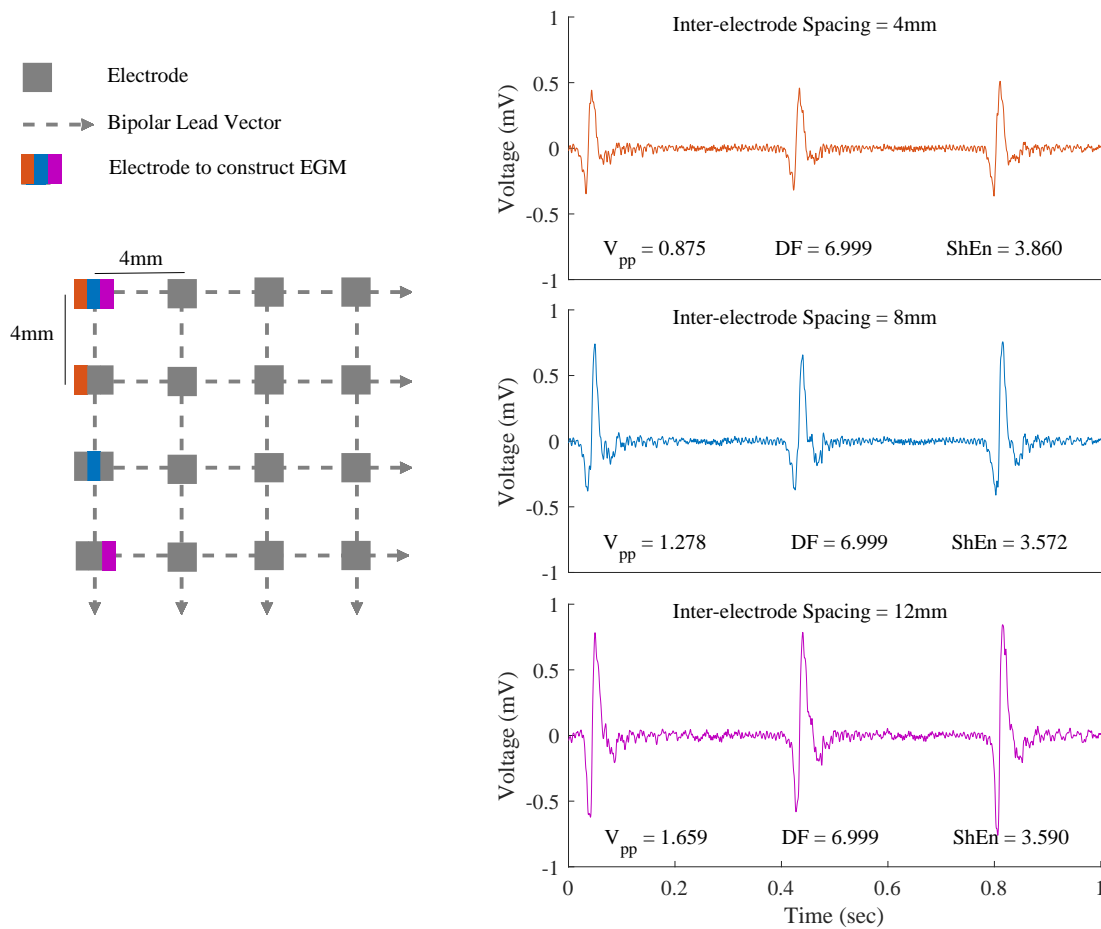 Electrode
Bipolar Lead Vector
Electrode to construct EGM
4mm
4mm
Inter-electrode Spacing = 4mm
1
0.5
0
-0.5
-1
Voltage (mV)
Vpp = 0.875 DF = 6.999 ShEn = 3.860
Inter-electrode Spacing = 8mm
1
0.5
0
-0.5
-1
Voltage (mV)
Vpp = 1.278 DF = 6.999 ShEn = 3.572
Inter-electrode Spacing = 12mm
1
0.5
0
-0.5
-1
Voltage (mV)
Vpp = 1.659 DF = 6.999 ShEn = 3.590
0 0.2 0.4 0.6 0.8 1
Time (sec)